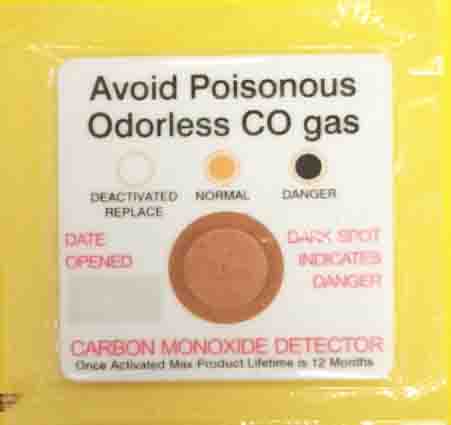 Avoid Poisonous
Odorless CO gas
DEACTIVATED
REPLACE
NORMAL
DANGER
DATE
OPENED
DARK SPOT
INDICATES
DANGER
CARBON MONOXIDE DETECTOR
Once Activated Max Product Lifetime is 12 Months